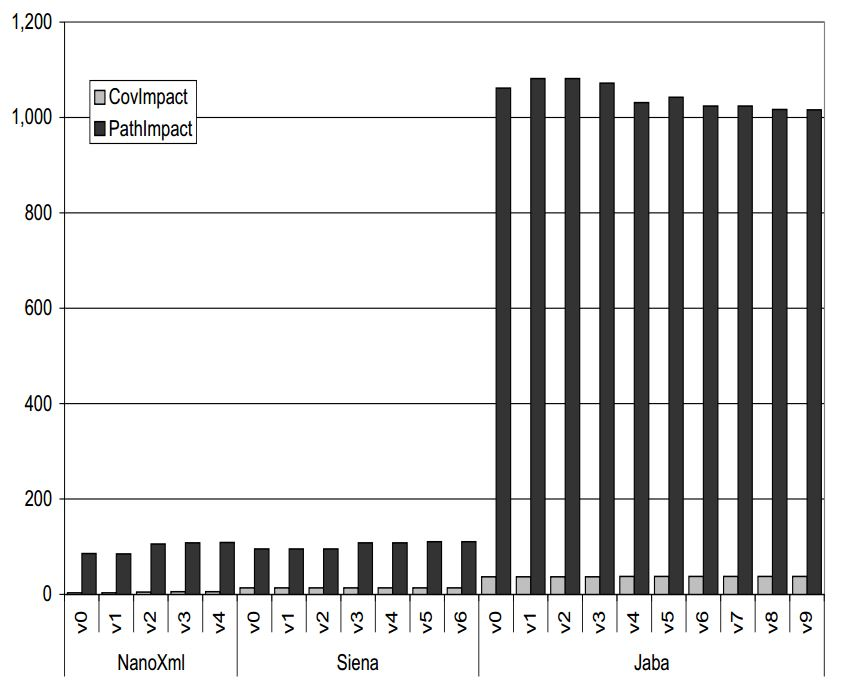 1,200
1,000
800
600
400
200
0
CovImpact
PathImpact
v0 v1 v2 v3 v4 v0 v1 v2 v3 v4 v5 v6 v0 v1 v2 v3 v4 v5 v6 v7 v8 v9
NanoXml Siena Jaba